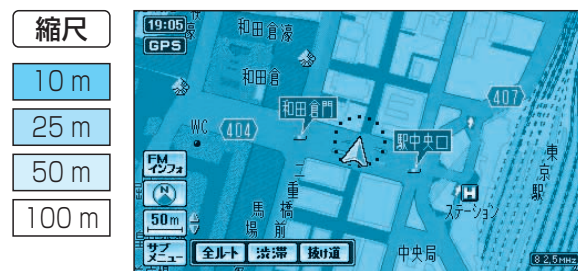 縮尺
10 m
25 m
50 m
100 m
19:05
GPS
和田倉濠
和田倉
和田倉門
407
WC
404
駅中央口
東京駅
FM
インフォ
二重橋前
馬場
ステーション
H
50m
サブ
メニュー
全ルート
渋滞
抜け道
中央局
82.5MHz